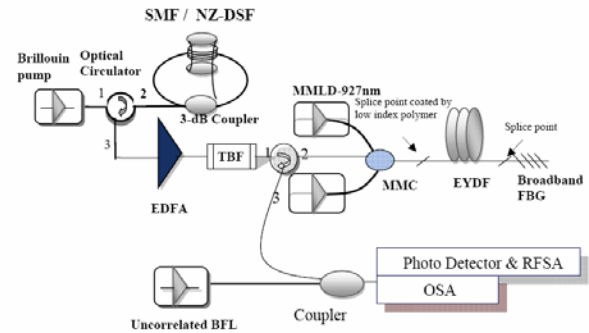 SMF / NZ-DSF
Brillouin
pump
Optical
Circulator
1
2
3
3-dB Coupler
MMLD-927nm
Splice point coated by
low index polymer
Splice point
EDFA
TBF
1
2
3
MMC
EYDF
Broadband
FBG
Photo Detector & RFSA
OSA
Coupler
Uncorrelated BFL